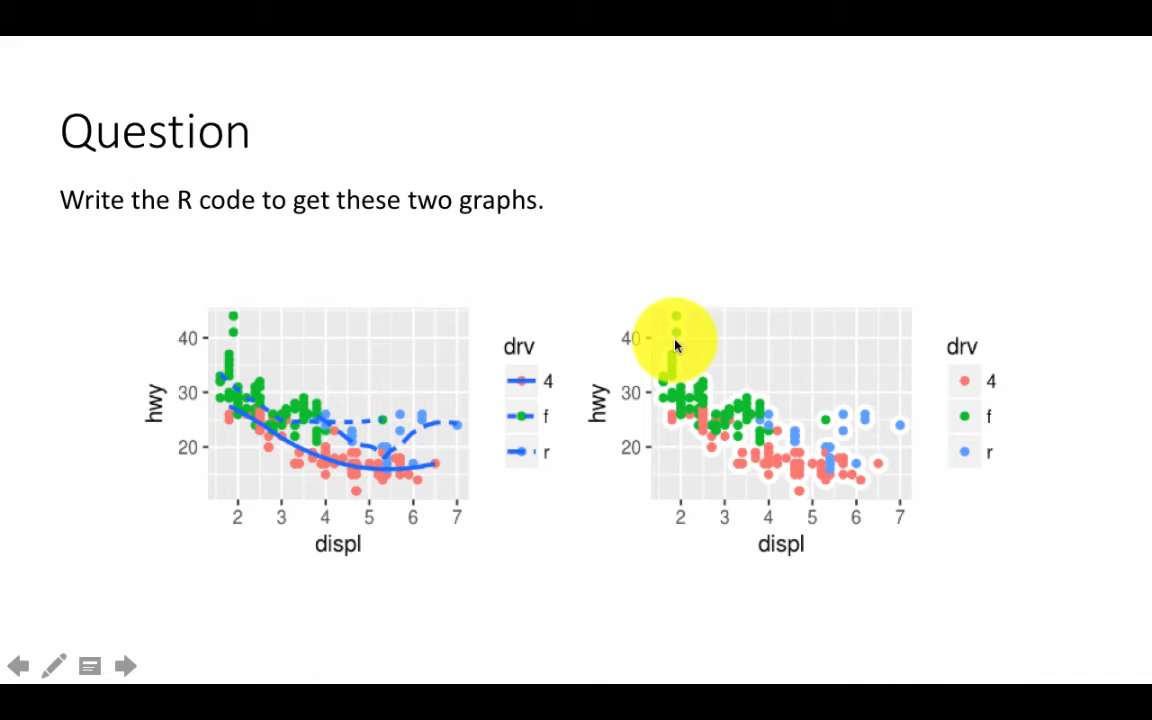 Question
Write the R code to get these two graphs.
40
30
20
hwy
2 3 4 5 6 7
displ
drv
4
f
r
40
30
20
hwy
2 3 4 5 6 7
displ
drv
4
f
r